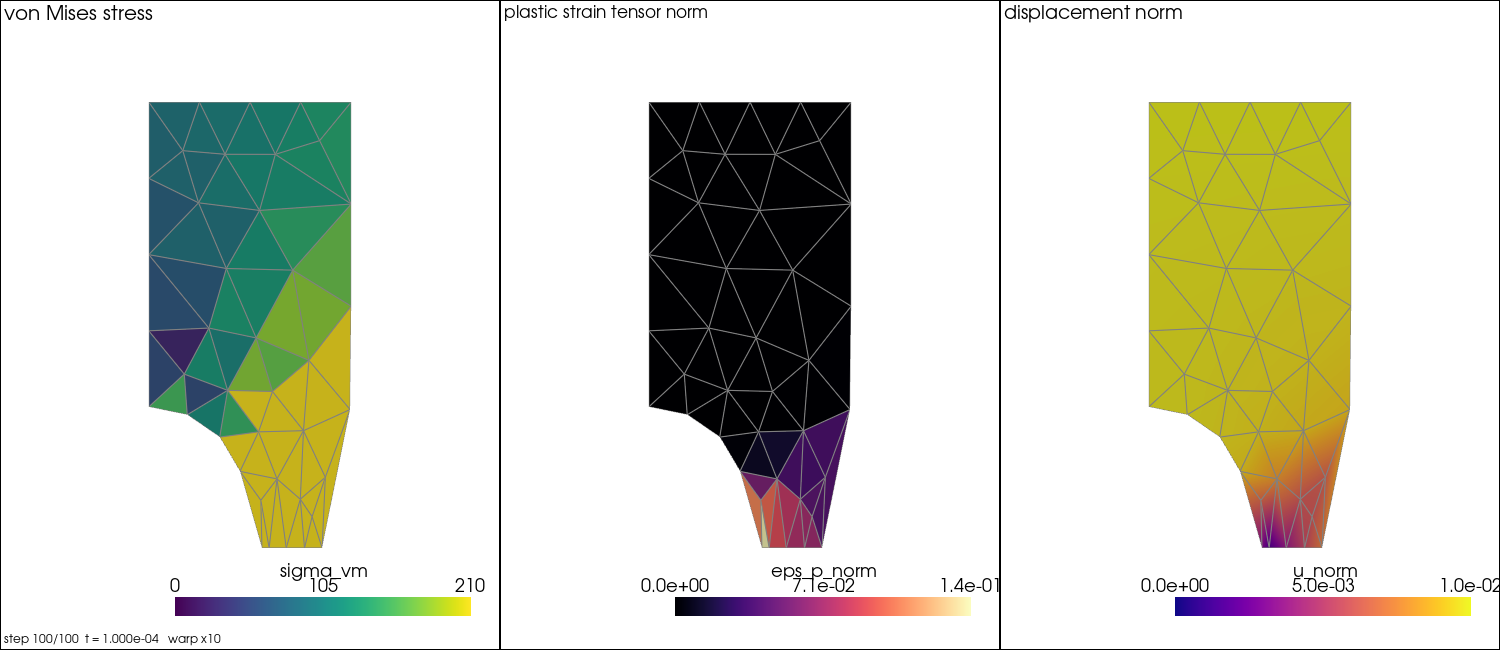 von Mises stress
plastic strain tensor norm
displacement norm
sigma_vm
0 105 210
eps_p_norm
0.0e+00 7.1e-02 1.4e-01
u_norm
0.0e+00 5.0e-03 1.0e-02
step 100/100 t = 1.000e-04 warp x10